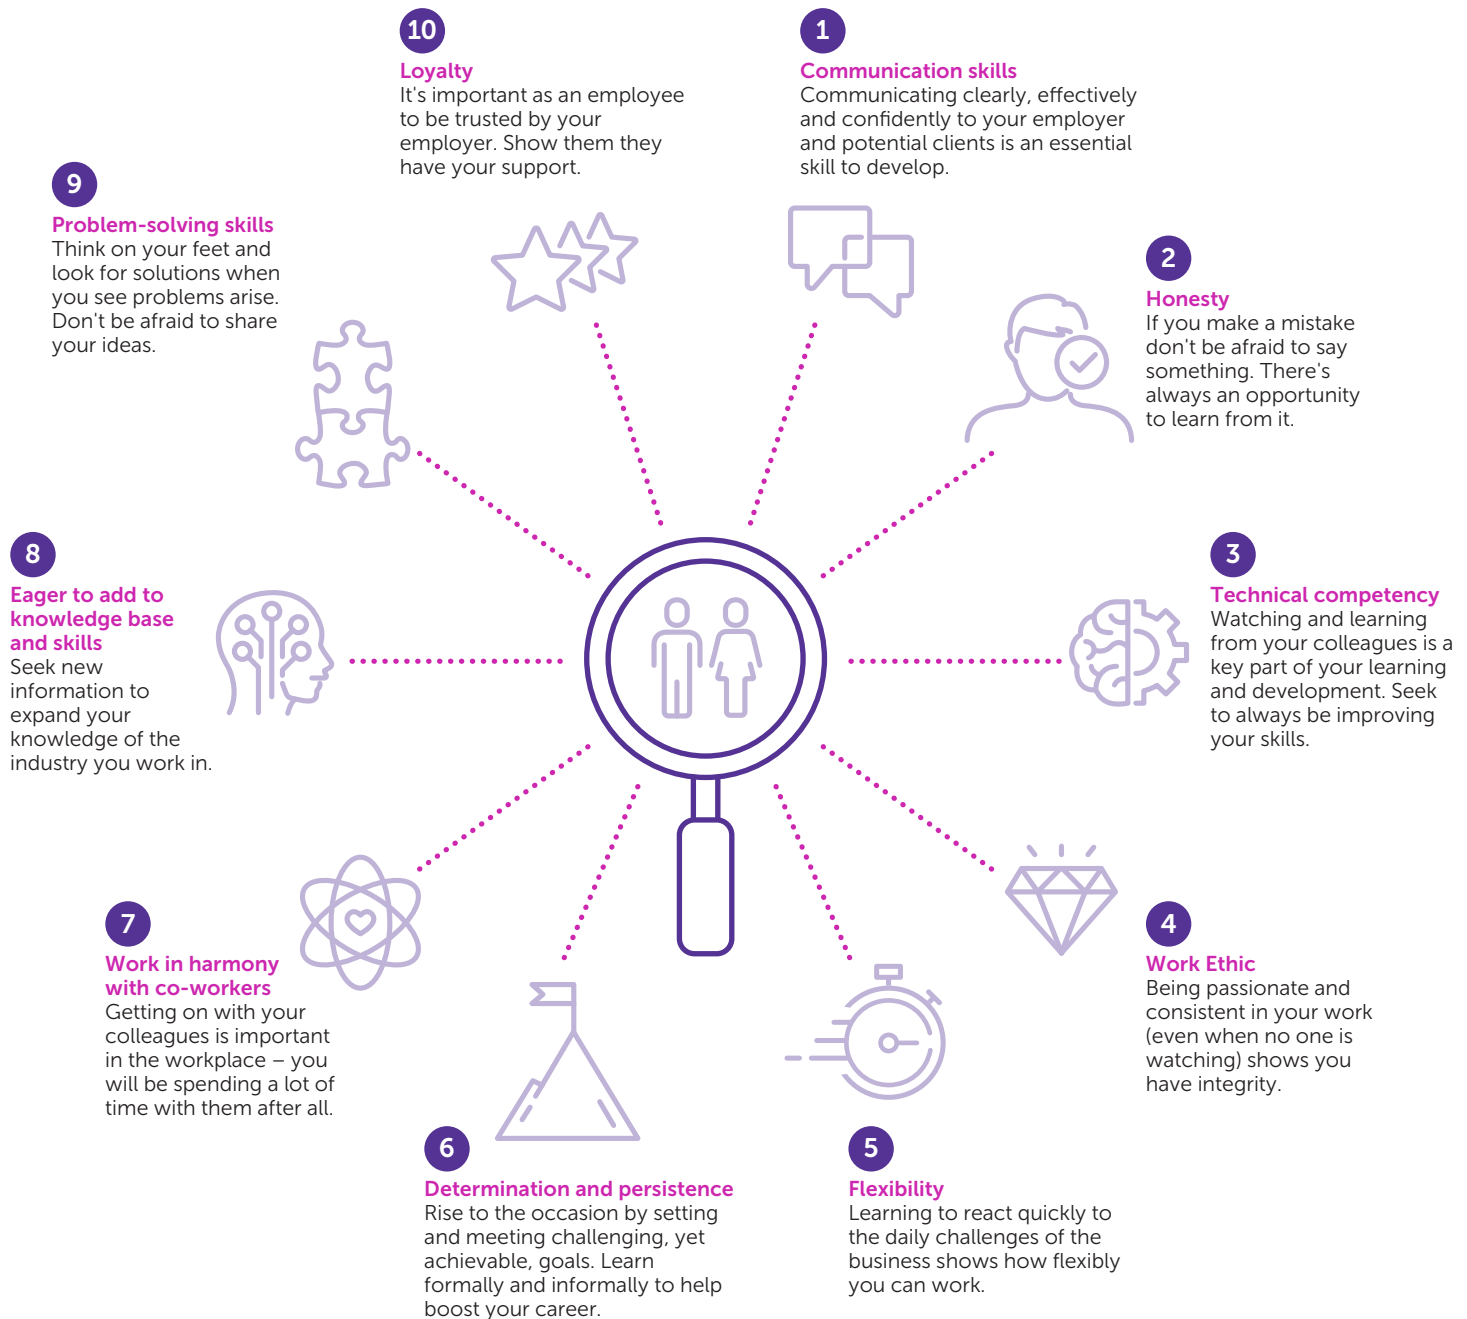 1
Communication skills
Communicating clearly, effectively
and confidently to your employer
and potential clients is an essential
skill to develop.
2
Honesty
If you make a mistake
don't be afraid to say
something. There's
always an opportunity
to learn from it.
3
Technical competency
Watching and learning
from your colleagues is a
key part of your learning
and development. Seek
to always be improving
your skills.
4
Work Ethic
Being passionate and
consistent in your work
(even when no one is
watching) shows you
have integrity.
5
Flexibility
Learning to react quickly to
the daily challenges of the
business shows how flexibly
you can work.
6
Determination and persistence
Rise to the occasion by setting
and meeting challenging, yet
achievable, goals. Learn
formally and informally to help
boost your career.
7
Work in harmony
with co-workers
Getting on with your
colleagues is important
in the workplace – you
will be spending a lot of
time with them after all.
8
Eager to add to
knowledge base
and skills
Seek new
information to
expand your
knowledge of the
industry you work in.
9
Problem-solving skills
Think on your feet and
look for solutions when
you see problems arise.
Don't be afraid to share
your ideas.
10
Loyalty
It's important as an employee
to be trusted by your
employer. Show them they
have your support.